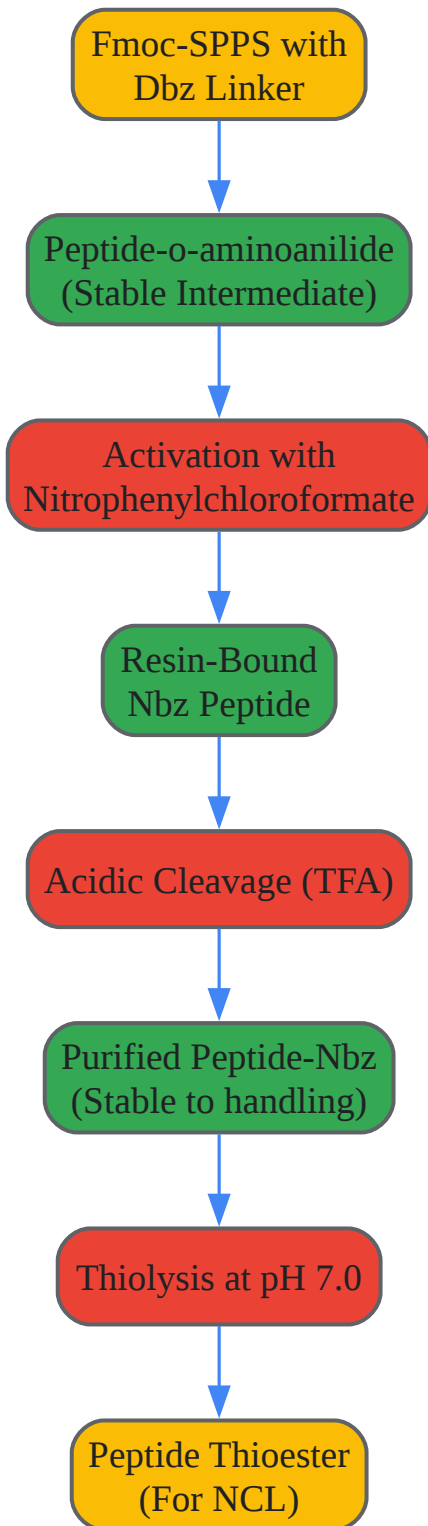 Fmoc-SPPS with
Dbz Linker
Peptide-o-aminoanilide
(Stable Intermediate)
Activation with
Nitrophenylchloroformate
Resin-Bound
Nbz Peptide
Acidic Cleavage (TFA)
Purified Peptide-Nbz
(Stable to handling)
Thiolysis at pH 7.0
Peptide Thioester
(For NCL)